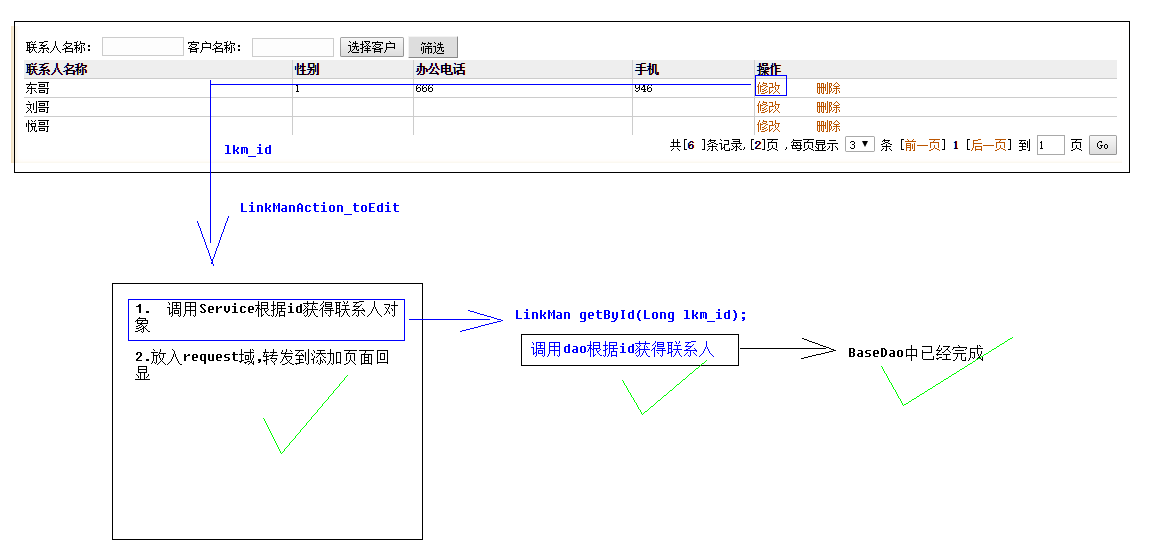 联系人名称： 客户名称： 选择客户 筛选
联系人名称 性别 办公电话 手机 操作
东哥 1 666 946 修改 删除
刘哥 修改 删除
悦哥 修改 删除
共[6 ]条记录,[2]页 ,每页显示 3 条 [前一页] 1 [后一页] 到 1 页 Go
lkm_id
LinkManAction_toEdit
1. 调用Service根据id获得联系人对
象
2.放入request域,转发到添加页面回
显
LinkMan getById(Long lkm_id);
调用dao根据id获得联系人
BaseDao中已经完成